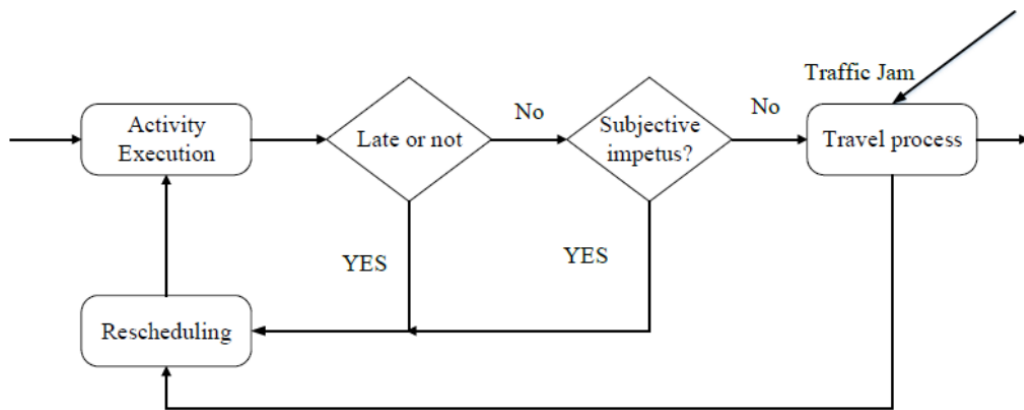 Traffic Jam
Activity
Execution
Late or not
No
Subjective
impetus?
No
Travel process
YES
YES
Rescheduling